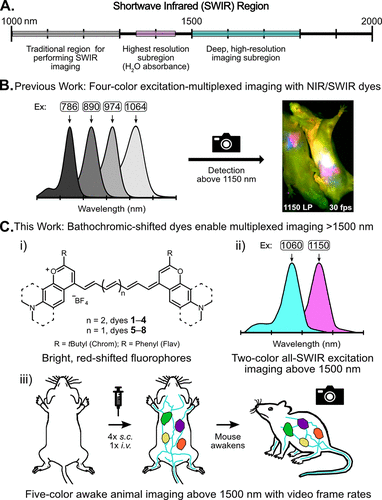 A.
Shortwave Infrared (SWIR) Region
1000 nm
1500
2000
Traditional region for
performing SWIR
imaging
Highest resolution
subregion
(H2O absorbance)
Deep, high-resolution
imaging subregion
B. Previous Work: Four-color excitation-multiplexed imaging with NIR/SWIR dyes
Ex: 786 890 974 1064
Wavelength (nm)
Detection
above 1150 nm
1150 LP
30 fps
C. This Work: Bathochromic-shifted dyes enable multiplexed imaging >1500 nm
i)
R
R
O
+
O
n
N
N
⁻BF4
n = 2, dyes 1–4
n = 1, dyes 5–8
R = tButyl (Chrom); R = Phenyl (Flav)
Bright, red-shifted fluorophores
ii)
Ex: 1060 1150
Wavelength (nm)
Two-color all-SWIR excitation
imaging above 1500 nm
iii)
4x s.c.
1x i.v.
Mouse
awakens
Five-color awake animal imaging above 1500 nm with video frame rates